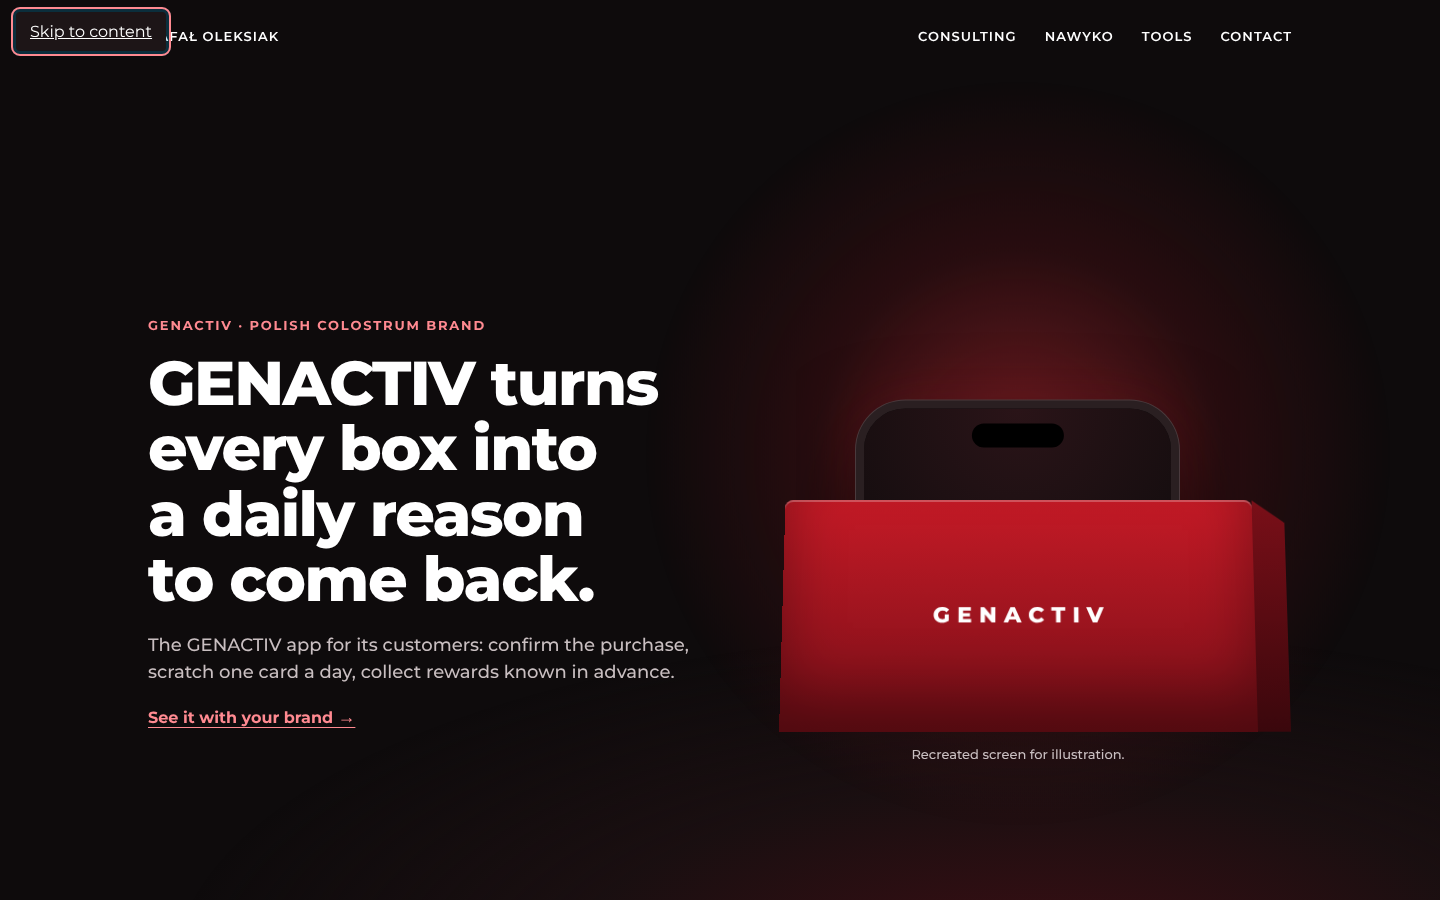 Skip to content
FAŁ OLEKSIAK
CONSULTING
NAWYKO
TOOLS
CONTACT
GENACTIV · POLISH COLOSTRUM BRAND
GENACTIV turns
every box into
a daily reason
to come back.
The GENACTIV app for its customers: confirm the purchase,
scratch one card a day, collect rewards known in advance.
See it with your brand →
GENACTIV
Recreated screen for illustration.